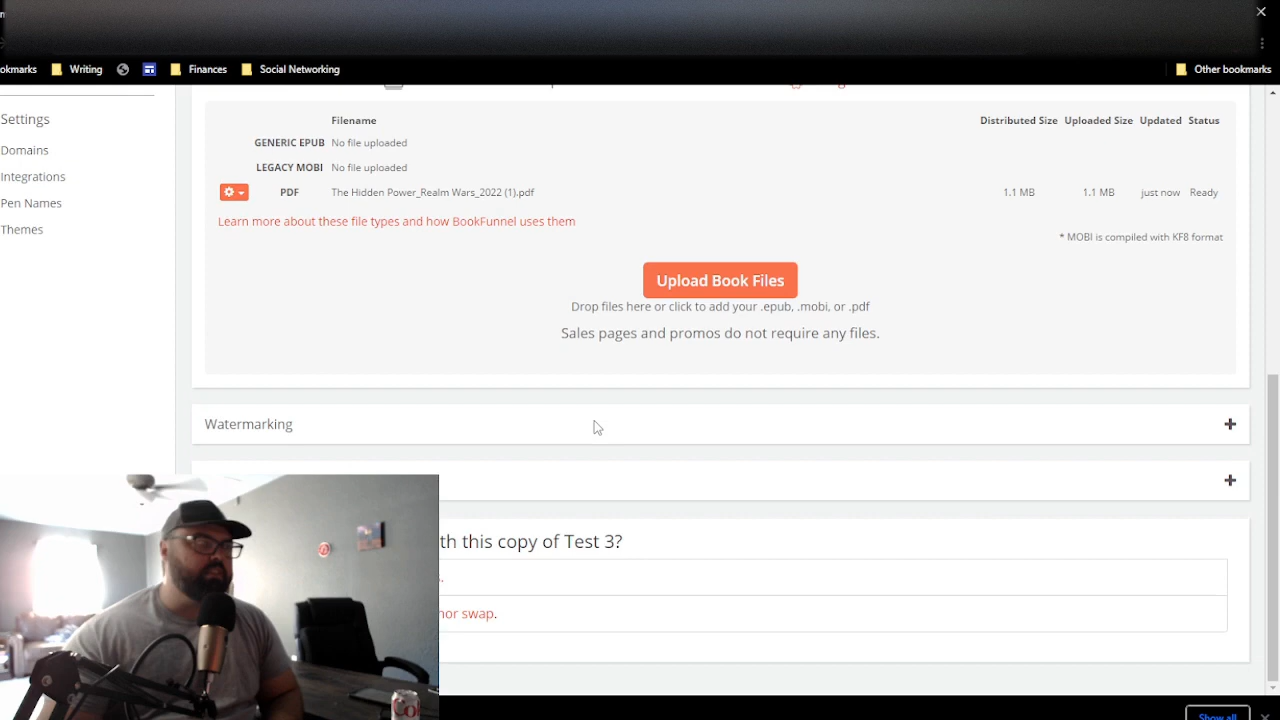 okmarks Writing Finances Social Networking Other bookmarks
Settings
Domains
Integrations
Pen Names
Themes
Filename Distributed Size Uploaded Size Updated Status
GENERIC EPUB No file uploaded
LEGACY MOBI No file uploaded
PDF The Hidden Power_Realm Wars_2022 (1).pdf 1.1 MB 1.1 MB just now Ready
Learn more about these file types and how BookFunnel uses them
* MOBI is compiled with KF8 format
Upload Book Files
Drop files here or click to add your .epub, .mobi, or .pdf
Sales pages and promos do not require any files.
Watermarking
th this copy of Test 3?
s.
nor swap.
Show all